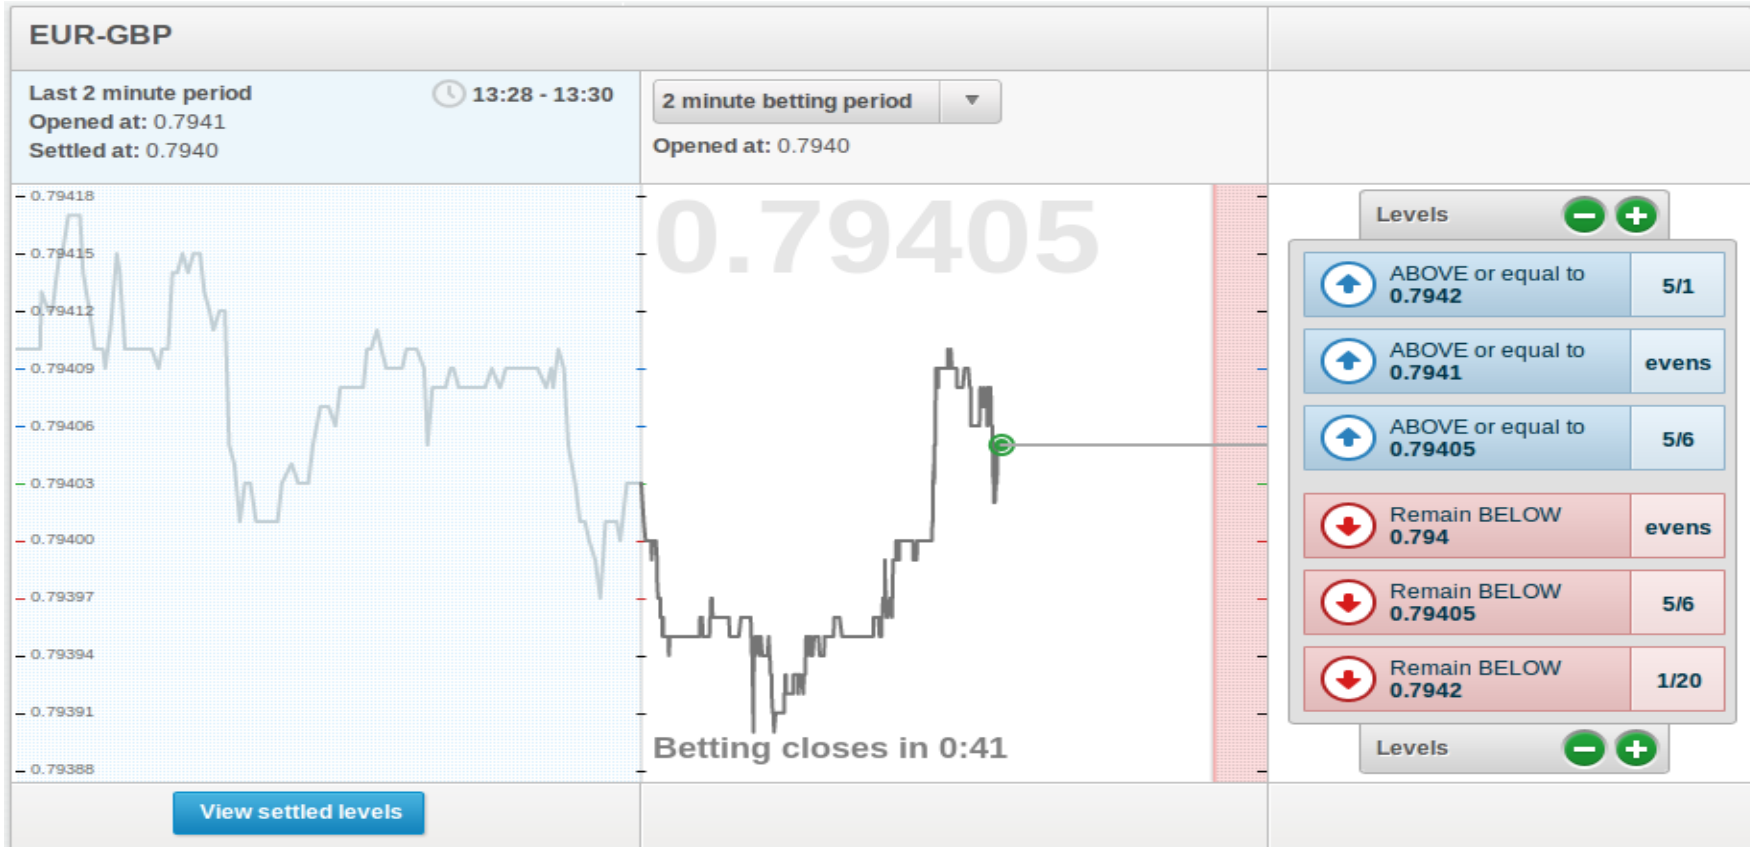 EUR-GBP
Last 2 minute period
13:28 - 13:30
Opened at: 0.7941
Settled at: 0.7940
2 minute betting period
Opened at: 0.7940
0.79418
0.79415
0.79412
0.79409
0.79406
0.79403
0.79400
0.79397
0.79394
0.79391
0.79388
0.79405
Betting closes in 0:41
Levels
ABOVE or equal to
0.7942
5/1
ABOVE or equal to
0.7941
evens
ABOVE or equal to
0.79405
5/6
Remain BELOW
0.794
evens
Remain BELOW
0.79405
5/6
Remain BELOW
0.7942
1/20
Levels
View settled levels